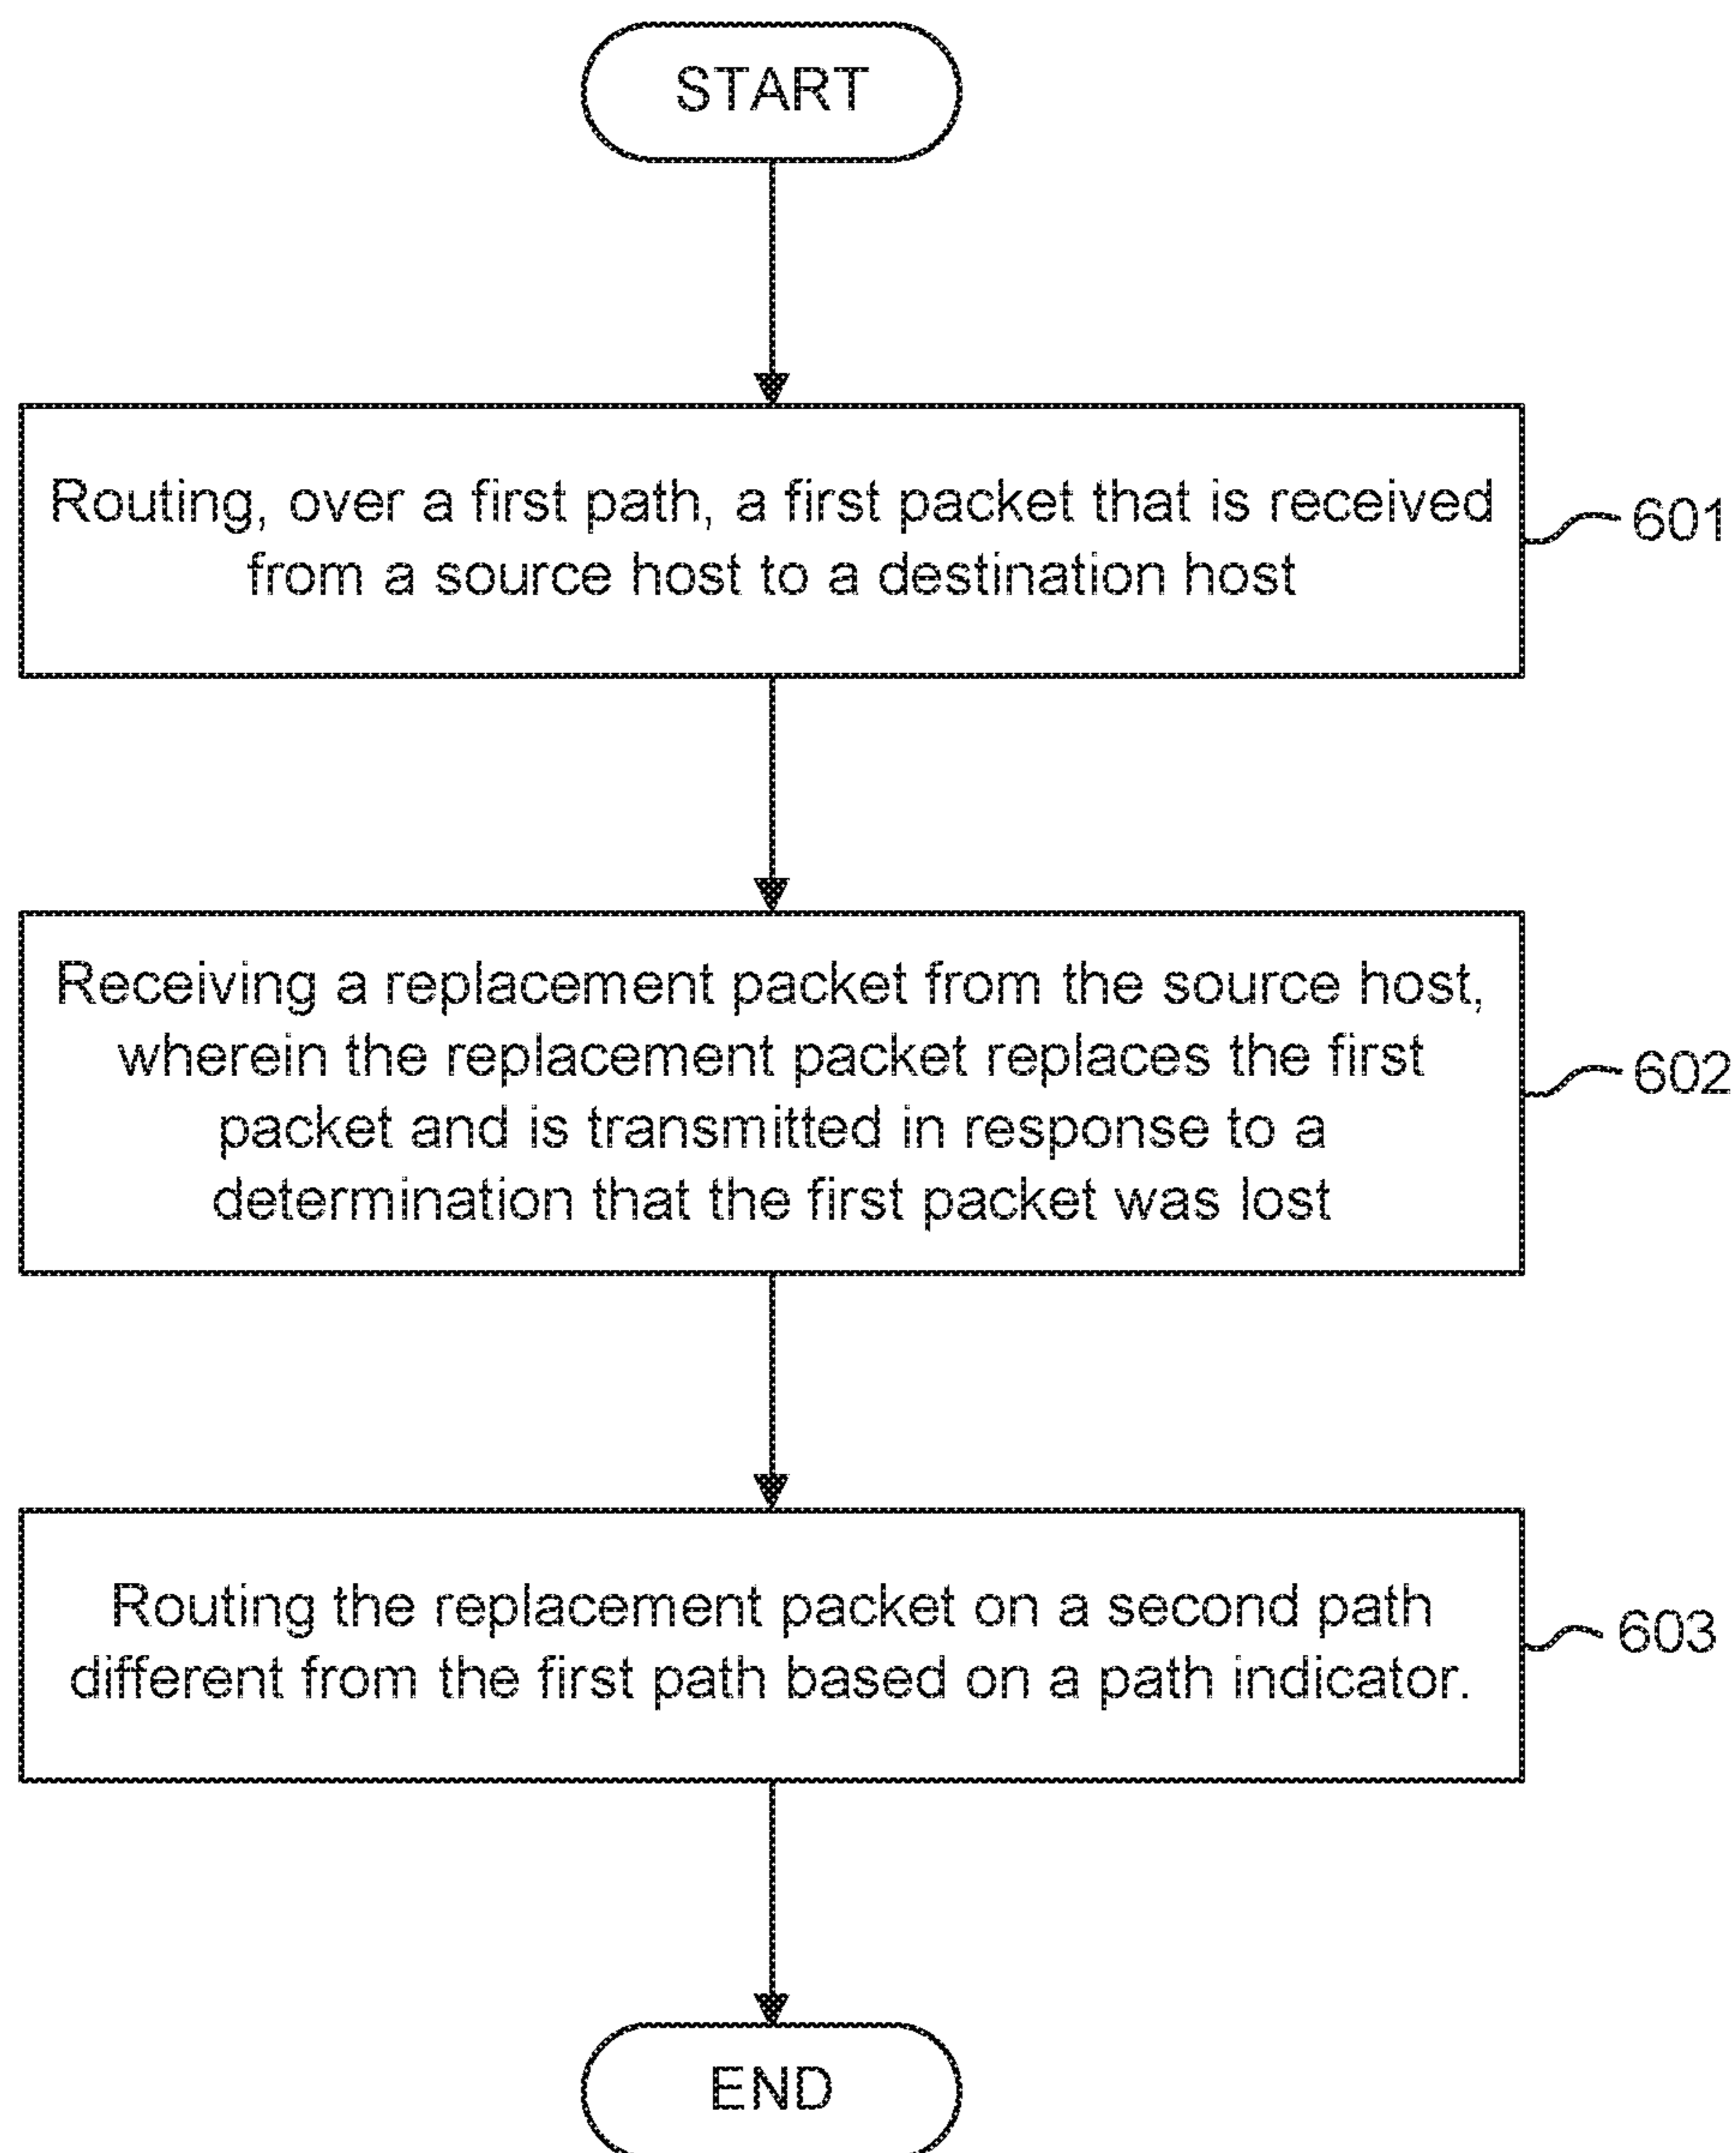 START
Routing, over a first path, a first packet that is received
from a source host to a destination host
601
Receiving a replacement packet from the source host,
wherein the replacement packet replaces the first
packet and is transmitted in response to a
determination that the first packet was lost
602
Routing the replacement packet on a second path
different from the first path based on a path indicator.
603
END